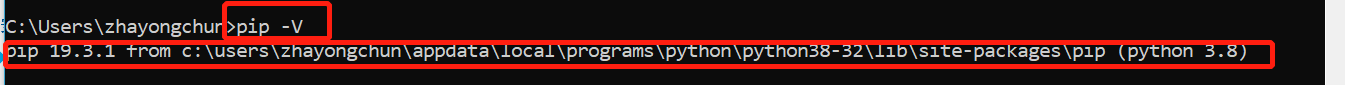 C:\Users\zhayongchun>pip -V
pip 19.3.1 from c:\users\zhayongchun\appdata\local\programs\python\python38-32\lib\site-packages\pip (python 3.8)